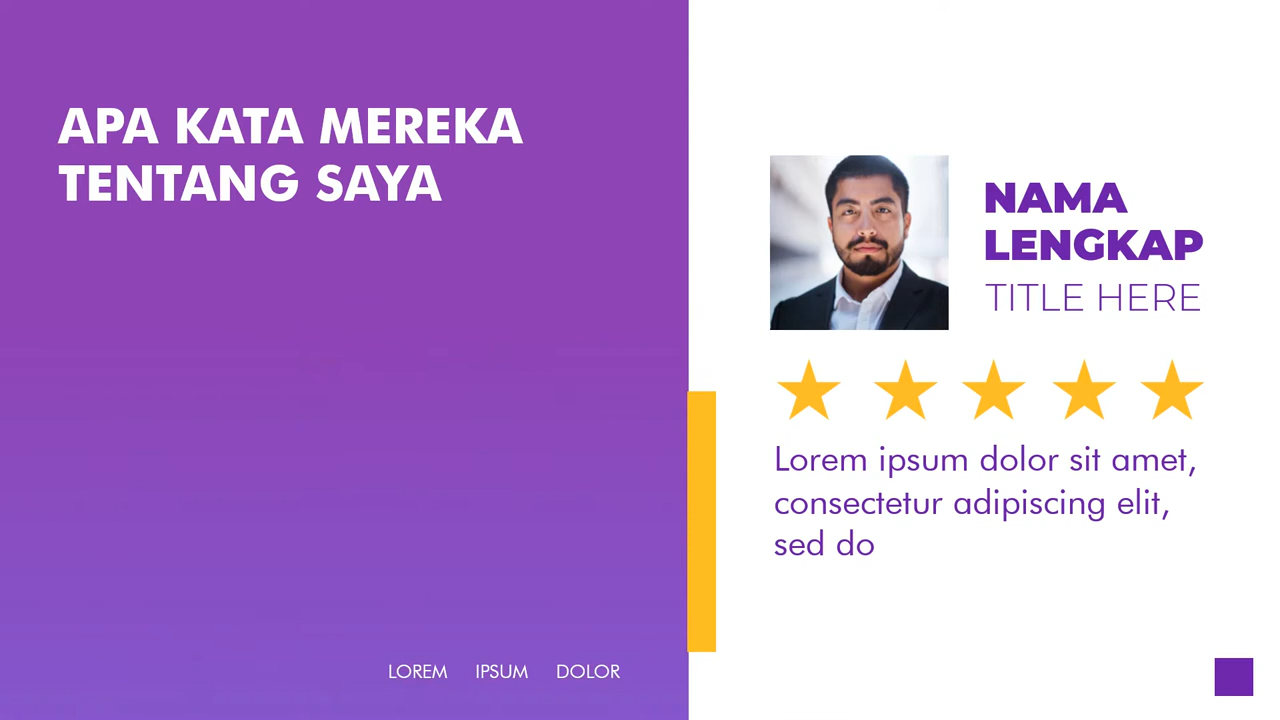 APA KATA MEREKA
TENTANG SAYA
NAMA
LENGKAP
TITLE HERE
Lorem ipsum dolor sit amet,
consectetur adipiscing elit,
sed do
LOREM IPSUM DOLOR